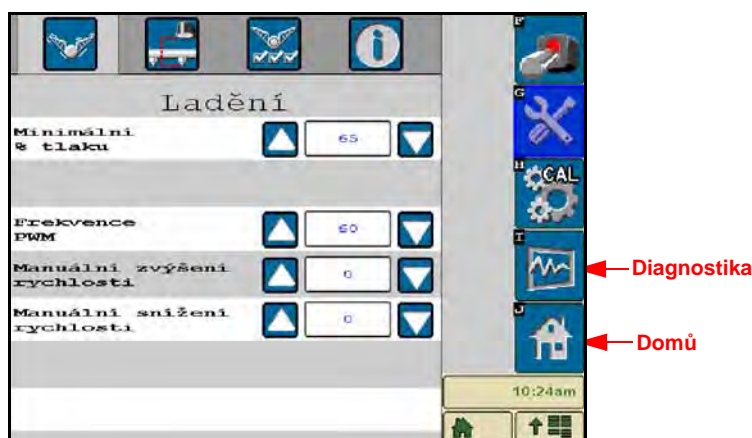 Ladění
Minimální
% tlaku
65
Frekvence
PWM
60
Manuální zvýšení
rychlosti
0
Manuální snížení
rychlosti
0
F
G
H
CAL
I
J
10:24am
Diagnostika
Domů